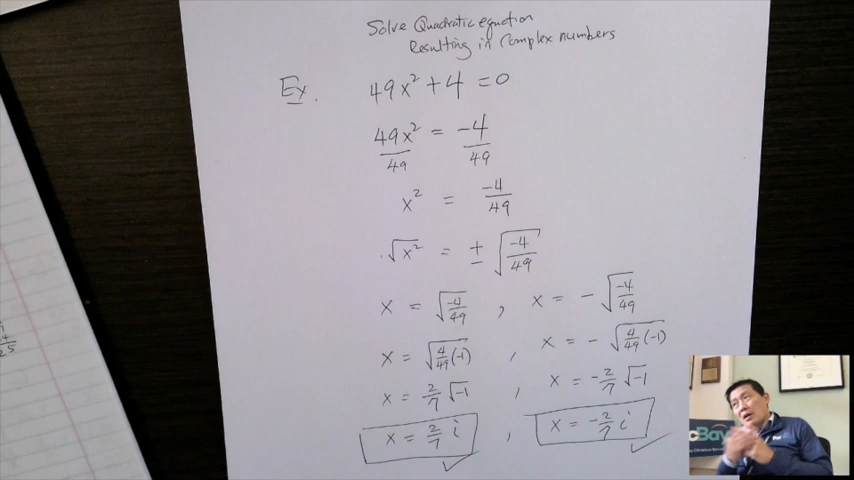 Solve Quadratic equation
Resulting in Complex numbers
Ex. 49x² + 4 = 0
49x²/49 = -4/49
x² = -4/49
√x² = ± √(-4/49)
x = √(-4/49) , x = - √(-4/49)
x = √(4/49 (-1)) , x = - √(4/49 (-1))
x = 2/7 √-1 , x = -2/7 √-1
x = 2/7 i , x = -2/7 i
cBay